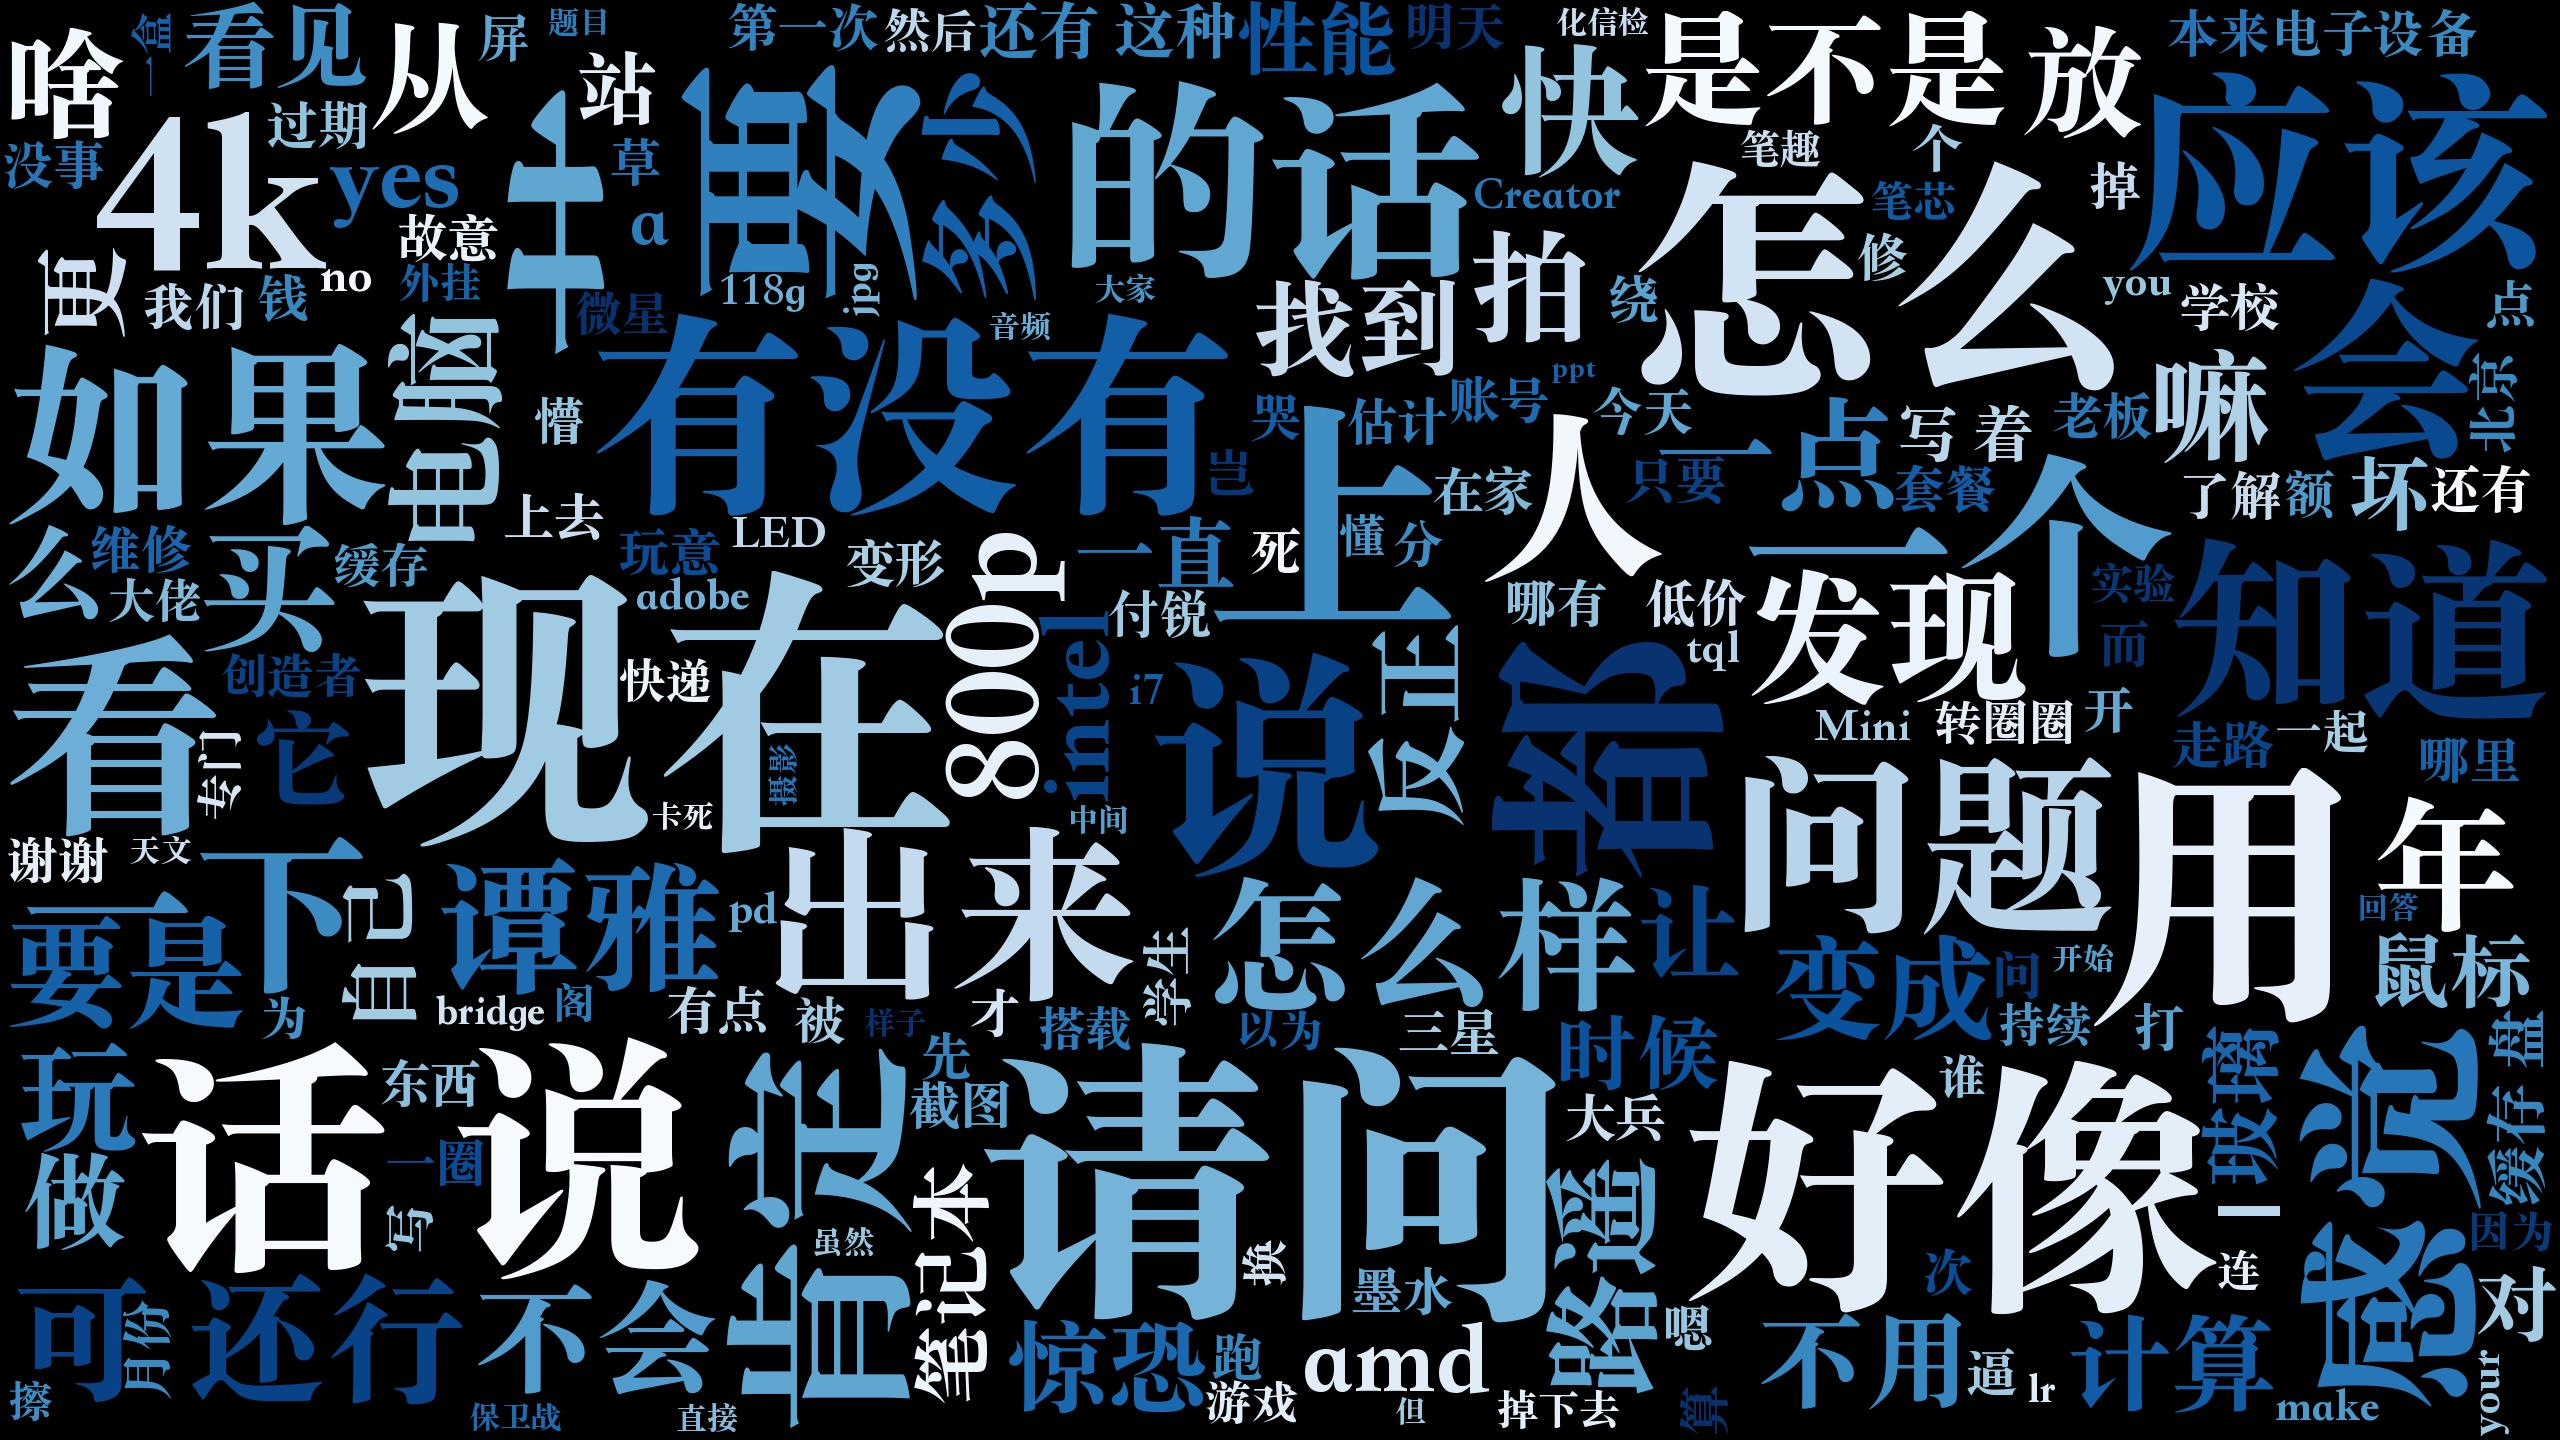 一盒
看见
屏
题目
第一次
然后
还有
这种
性能
明天
化信检
是不是
放
本来
电子设备
啥
从
站
快
4k
过期
没事
yes
草
a
什么
要
多少
的话
笔趣
个
应该
Creator
怎么
笔芯
掉
修
故意
外挂
no
我们
钱
更
微星
118g
jpg
大家
音频
找到
拍
绕
you
学校
点
会
如果
电脑
懵
有没有
岂
哭
估计
账号
ppt
今天
一点
写
着
老板
嘛
北京
上
人
在家
只要
套餐
一个
了解
额
坏
还有
上去
玩意
LED
变形
800p
一直
死
懂
分
么
维修
大佬
买
缓存
现在
adobe
intel
付锐
哪有
低价
tql
发现
实验
而
知道
看
创造者
它
专门
快递
摄影
卡死
i7
说
反正
都
Mini
转圈圈
开
走路
一起
哪里
中间
问题
用
年
谢谢
天文
下
要是
自己
谭雅
pd
出来
学生
怎么样
让
变成
问
开始
回答
鼠标
为
bridge
阁
有点
被
样子
才
搭载
以为
三星
时候
持续
打
玻璃
盘
玩
话说
东西
先
截图
肯定
请问
大兵
谁
好像
感觉
缓存
做
一圈
写
笔记本
虽然
换
墨水
路遥
嗯
次
一
连
因为
对
可
月份
还行
不会
惊恐
跑
游戏
amd
但
掉下去
算
不用
逼
lr
计算
make
your
擦
保卫战
直接